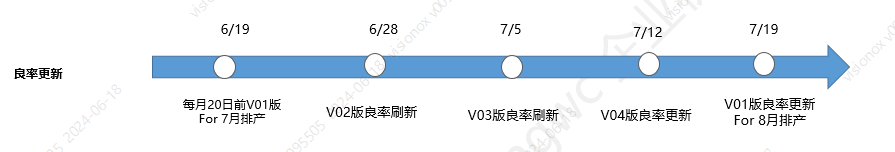 6/19
6/28
7/5
7/12
7/19
良率更新
每月20日前V01版
For 7月排产
V02版良率刷新
V03版良率刷新
V04版良率更新
V01版良率更新
For 8月排产